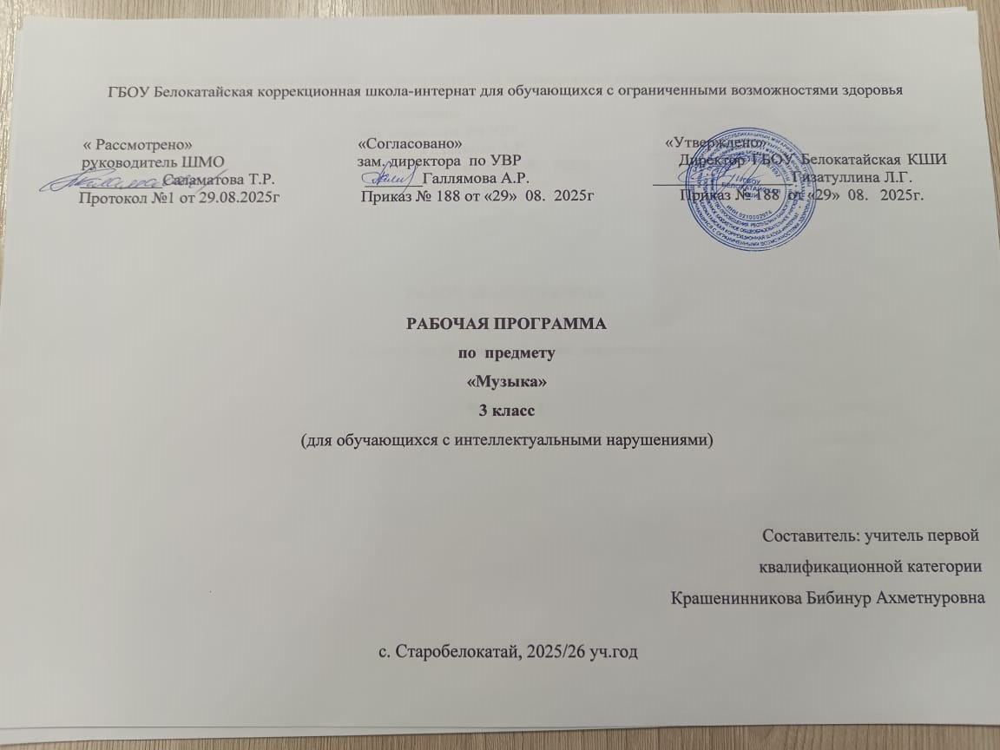 ГБОУ Белокатайская коррекционная школа-интернат для обучающихся с ограниченными возможностями здоровья
« Рассмотрено»
руководитель ШМО
Саламатова Т.Р.
Протокол №1 от 29.08.2025г
«Согласовано»
зам. директора по УВР
Галлямова А.Р.
Приказ № 188 от «29» 08. 2025г
«Утверждено»
Директор ГБОУ Белокатайская КШИ
Гизатуллина Л.Г.
Приказ № 188 от «29» 08. 2025г.
РАБОЧАЯ ПРОГРАММА
по предмету
«Музыка»
3 класс
(для обучающихся с интеллектуальными нарушениями)
Составитель: учитель первой
квалификационной категории
Крашенинникова Бибинур Ахметнуровна
с. Старобелокатай, 2025/26 уч.год